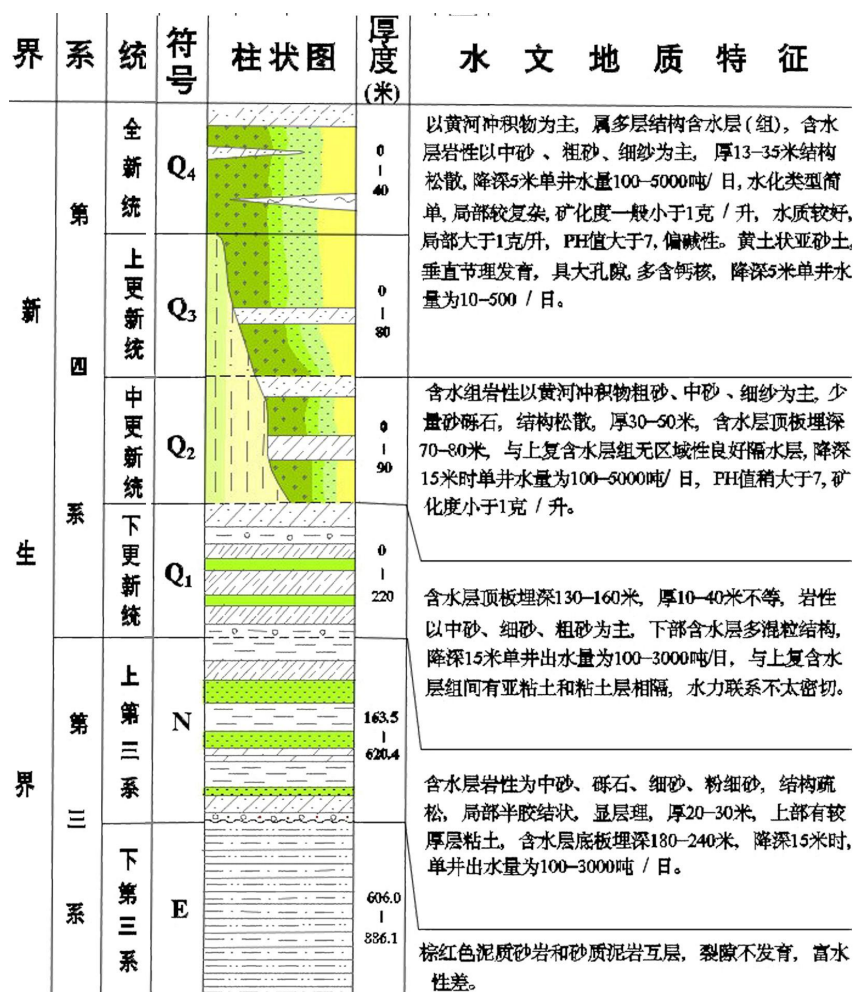 界 系 统 符号 柱状图 厚度(米) 水文地质特征
新生界
第四系
第三系
全新统
Q4
0—40
以黄河冲积物为主，属多层结构含水层(组)，含水
层岩性以中砂、粗砂、细纱为主，厚13-35米结构
松散，降深5米单井水量100-5000吨/日，水化类型简
单，局部较复杂，矿化度一般小于1克/升，水质较好，
局部大于1克/升，PH值大于7，偏碱性。黄土状亚砂土，
垂直节理发育，具大孔隙，多含钙核，降深5米单井水
量为10-500 / 日。
上更新统
Q3
0—80
中更新统
Q2
0—90
含水组岩性以黄河冲积物粗砂、中砂、细纱为主，少
量砂砾石，结构松散，厚30-50米，含水层顶板埋深
70-80米，与上复含水层组无区域性良好隔水层，降深
15米时单井水量为100-5000吨/日，PH值稍大于7，矿
化度小于1克/升。
下更新统
Q1
0—220
含水层顶板埋深130-160米，厚10-40米不等，岩性
以中砂、细砂、粗砂为主，下部含水层多混粒结构，
降深15米单井出水量为100-3000吨/日，与上复含水
层组间有亚粘土和粘土层相隔，水力联系不太密切。
上第三系
N
163.5—620.4
含水层岩性为中砂、砾石、细砂、粉细砂，结构疏
松，局部半胶结状，显层理，厚20-30米，上部有较
厚层粘土，含水层底板埋深180-240米，降深15米时，
单井出水量为100-3000吨/日。
下第三系
E
606.0—886.1
棕红色泥质砂岩和砂质泥岩互层，裂隙不发育，富水
性差。